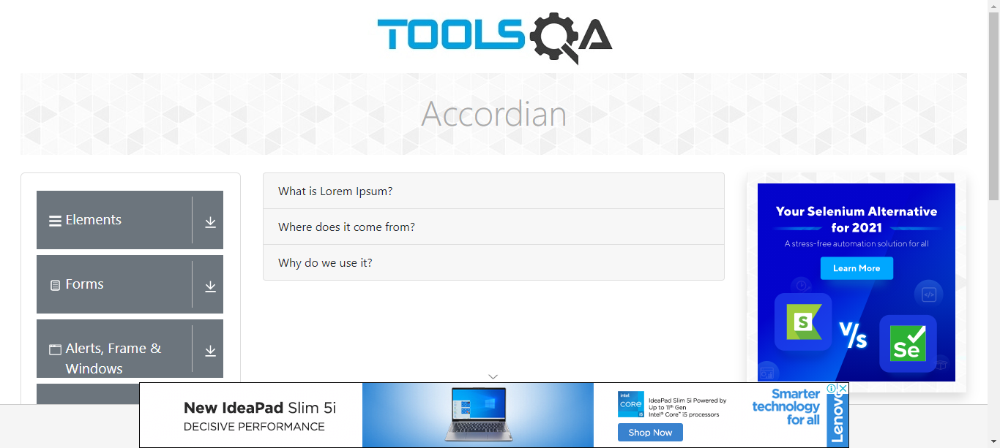 TOOLSQA
Accordian
Elements
Forms
Alerts, Frame &
Windows
What is Lorem Ipsum?
Where does it come from?
Why do we use it?
Your Selenium Alternative
for 2021
A stress-free automation solution for all
Learn More
S
V/s
Se
New IdeaPad Slim 5i
DECISIVE PERFORMANCE
intel
CORE
i5
IdeaPad Slim 5i Powered by
Up to 11th Gen
Intel® Core™ i5 processors
Shop Now
Smarter
technology
for all
Lenovo